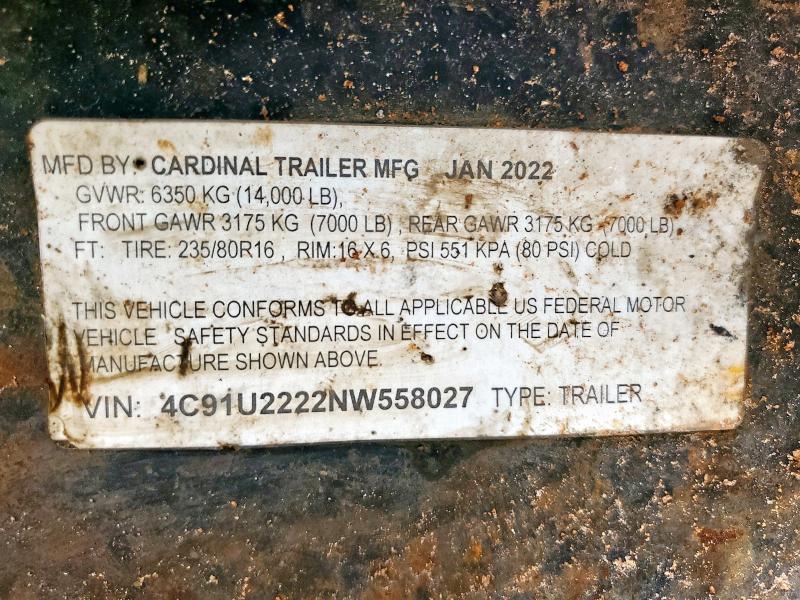 MFD BY: CARDINAL TRAILER MFG JAN 2022
GVWR: 6350 KG (14,000 LB),
FRONT GAWR 3175 KG (7000 LB) , REAR GAWR 3175 KG (7000 LB)
FT: TIRE: 235/80R16 , RIM:16 X 6, PSI 551 KPA (80 PSI) COLD
THIS VEHICLE CONFORMS TO ALL APPLICABLE US FEDERAL MOTOR
VEHICLE SAFETY STANDARDS IN EFFECT ON THE DATE OF
MANUFACTURE SHOWN ABOVE.
VIN: 4C91U2222NW558027 TYPE: TRAILER